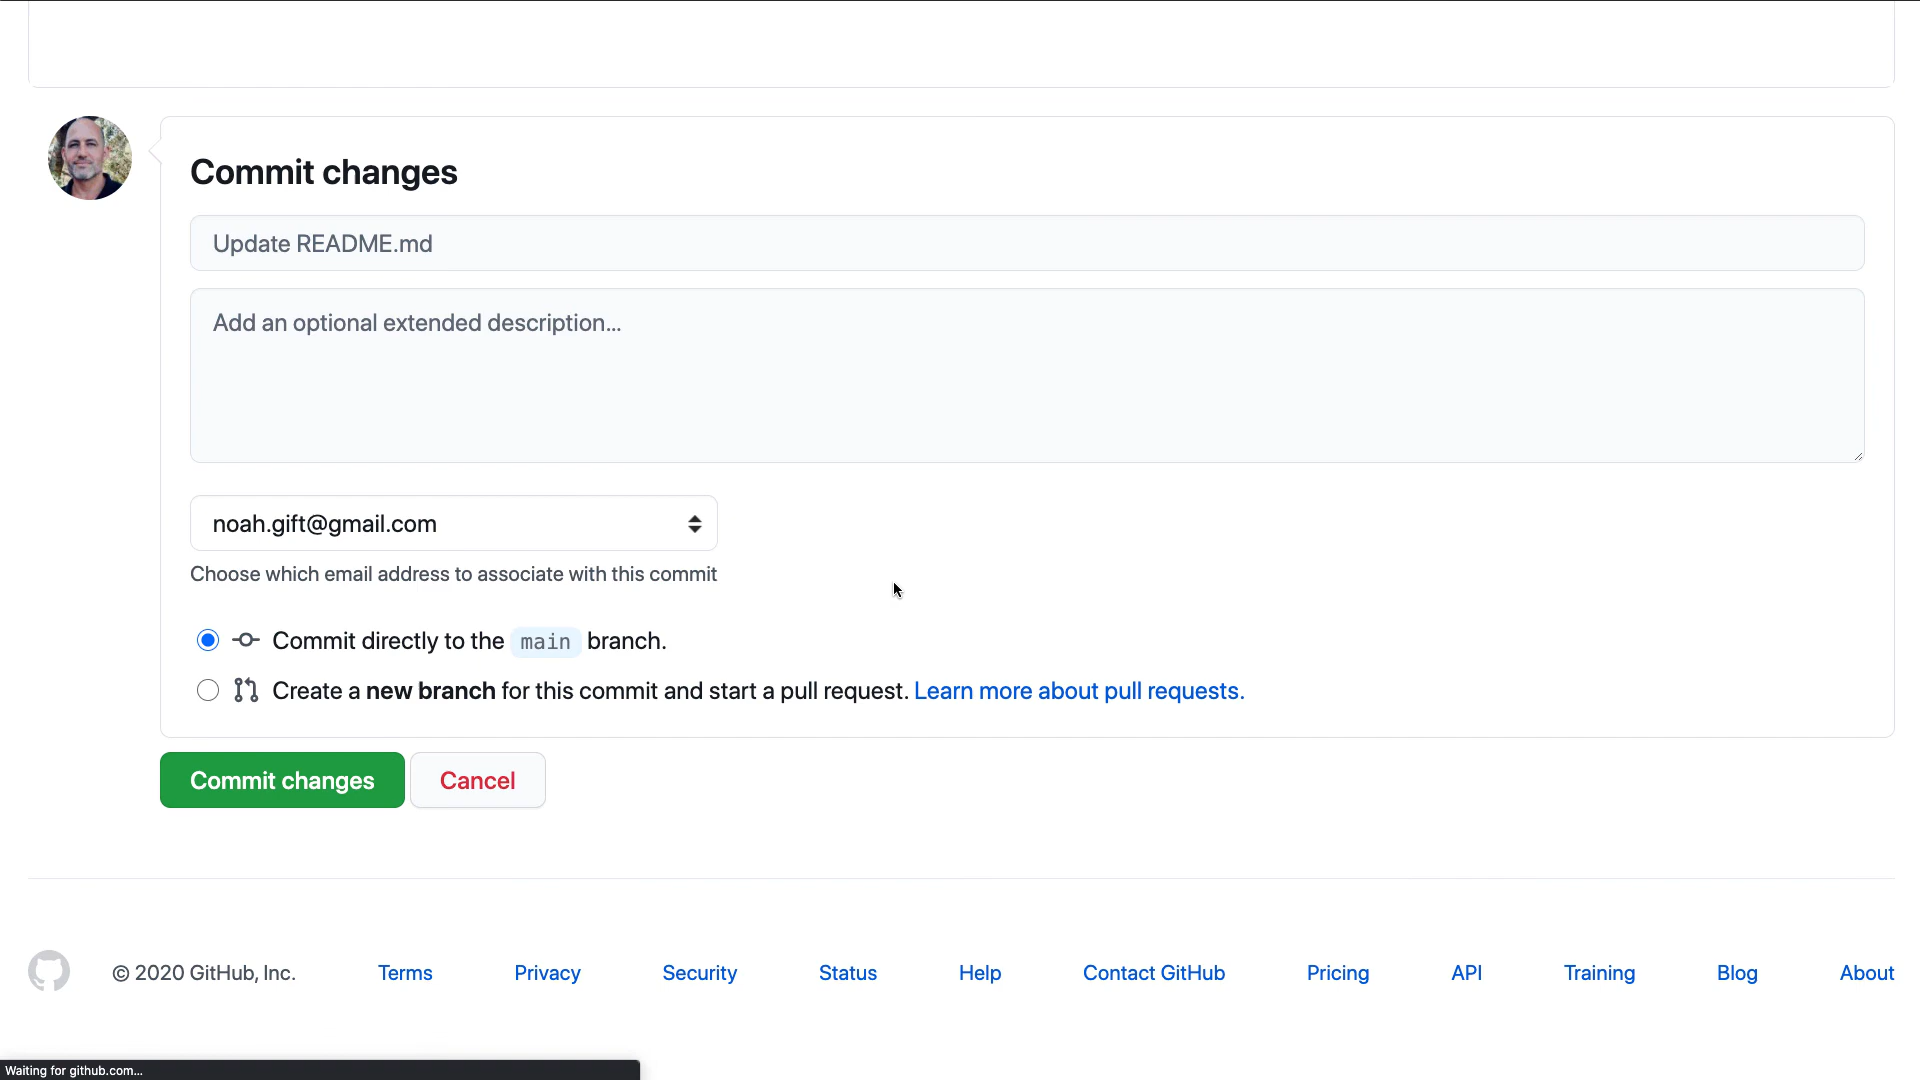 Commit changes
Update README.md
Add an optional extended description...
noah.gift@gmail.com
Choose which email address to associate with this commit
Commit directly to the main branch.
Create a new branch for this commit and start a pull request. Learn more about pull requests.
Commit changes Cancel
© 2020 GitHub, Inc. Terms Privacy Security Status Help Contact GitHub Pricing API Training Blog About
Waiting for github.com...